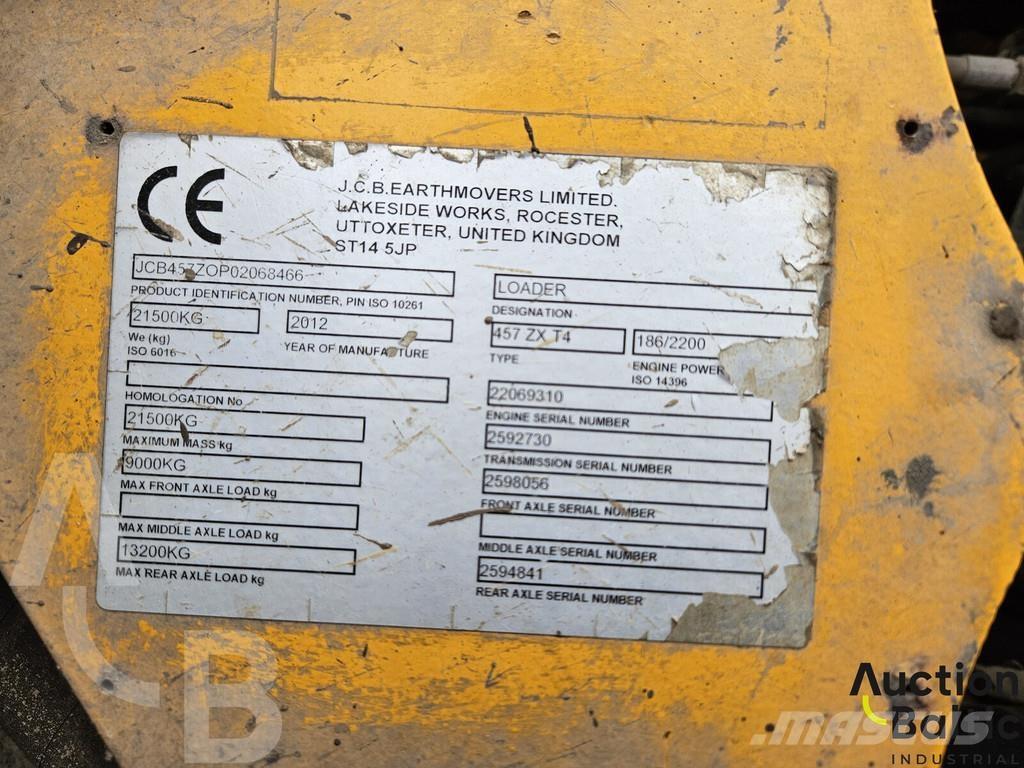 CE
J.C.B.EARTHMOVERS LIMITED.
LAKESIDE WORKS, ROCESTER,
UTTOXETER, UNITED KINGDOM
ST14 5JP
JCB457ZOP02068466
PRODUCT IDENTIFICATION NUMBER, PIN ISO 10261
21500KG
We (kg)
ISO 6016
2012
YEAR OF MANUFACTURE
HOMOLOGATION No
21500KG
MAXIMUM MASS kg
9000KG
MAX FRONT AXLE LOAD kg
MAX MIDDLE AXLE LOAD kg
13200KG
MAX REAR AXLE LOAD kg
LOADER
DESIGNATION
457 ZX T4
TYPE
186/2200
ENGINE POWER
ISO 14396
22069310
ENGINE SERIAL NUMBER
2592730
TRANSMISSION SERIAL NUMBER
2598056
FRONT AXLE SERIAL NUMBER
MIDDLE AXLE SERIAL NUMBER
2594841
REAR AXLE SERIAL NUMBER
JCB
Auction
Baltic
INDUSTRIAL
MASCUS